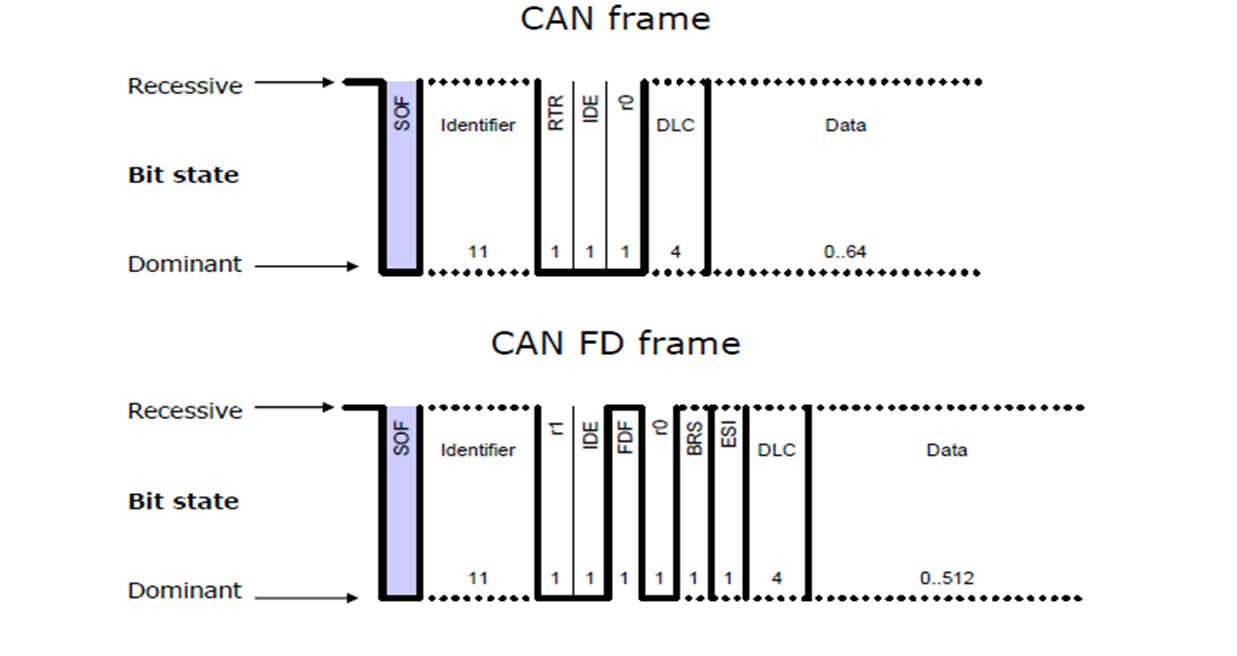 CAN frame
Recessive
SOF
Identifier
RTR
IDE
r0
DLC
Data
Bit state
11
1
1
1
4
0..64
Dominant
CAN FD frame
Recessive
SOF
Identifier
r1
IDE
FDF
r0
BRS
ESI
DLC
Data
Bit state
11
1
1
1
1
1
1
4
0..512
Dominant